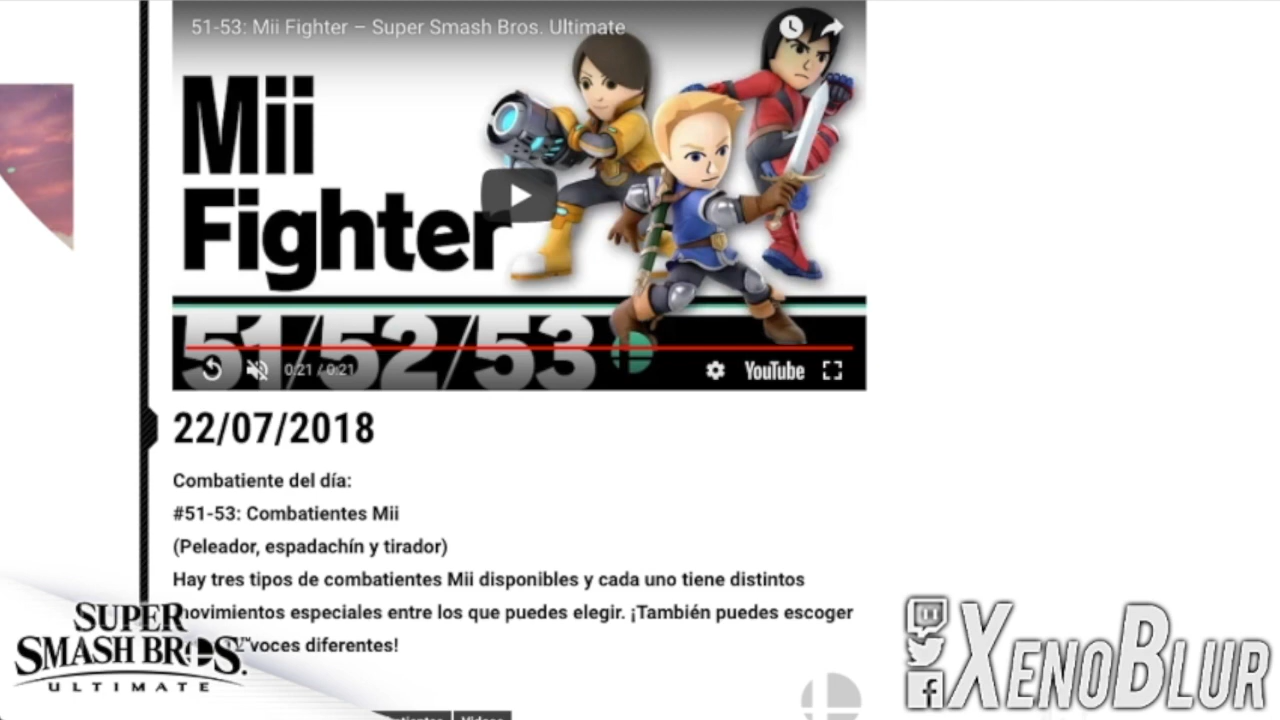 51-53: Mii Fighter – Super Smash Bros. Ultimate
Mii
Fighter
51/52/53
0:21 / 0:21
YouTube
22/07/2018
Combatiente del día:
#51-53: Combatientes Mii
(Peleador, espadachín y tirador)
Hay tres tipos de combatientes Mii disponibles y cada uno tiene distintos
movimientos especiales entre los que puedes elegir. ¡También puedes escoger
voces diferentes!
SUPER
SMASH BROS.
ULTIMATE
XENOBLUR
Videos